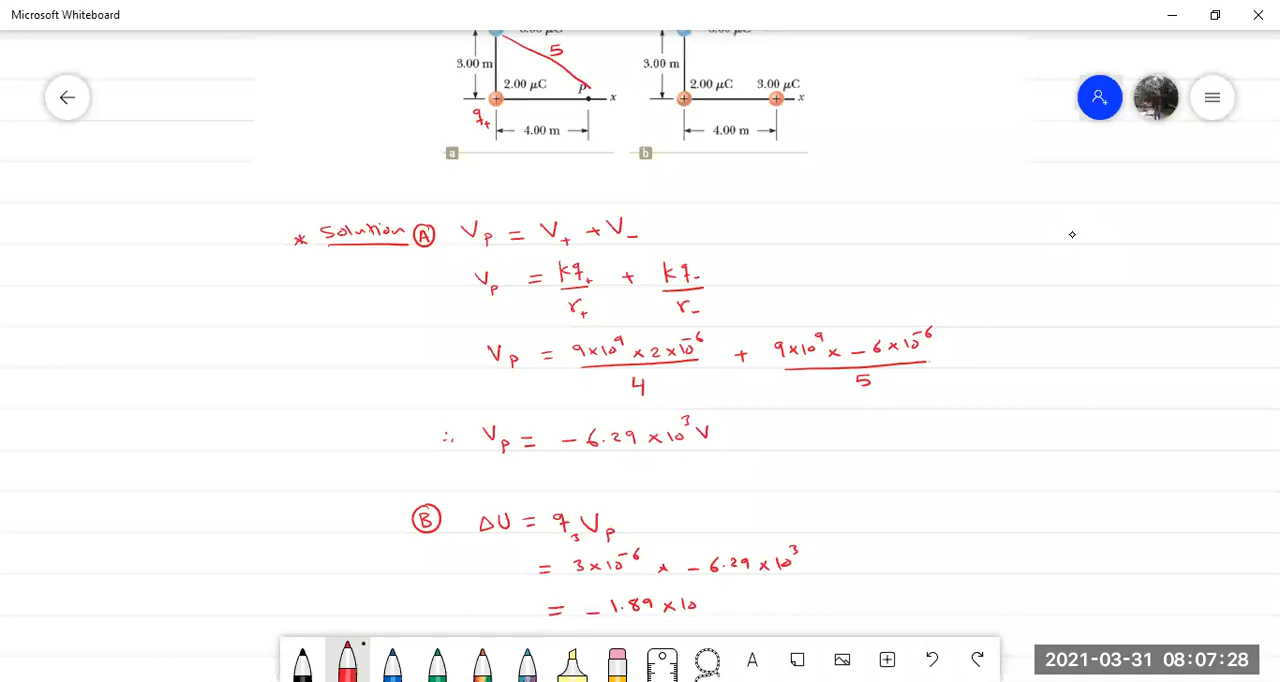 Microsoft Whiteboard
5
3.00 m
2.00 μC
P
x
q+
4.00 m
a
3.00 m
2.00 μC
3.00 μC
x
4.00 m
b
* Solution A Vp = V+ + V-
Vp = kq+/r+ + kq-/r-
Vp = 9×10^9 × 2×10^-6 / 4 + 9×10^9 × -6×10^-6 / 5
∴ Vp = -6.29×10^3 V
B ΔU = q3 Vp
= 3×10^-6 × -6.29×10^3
= -1.89×10
A
2021-03-31 08:07:28